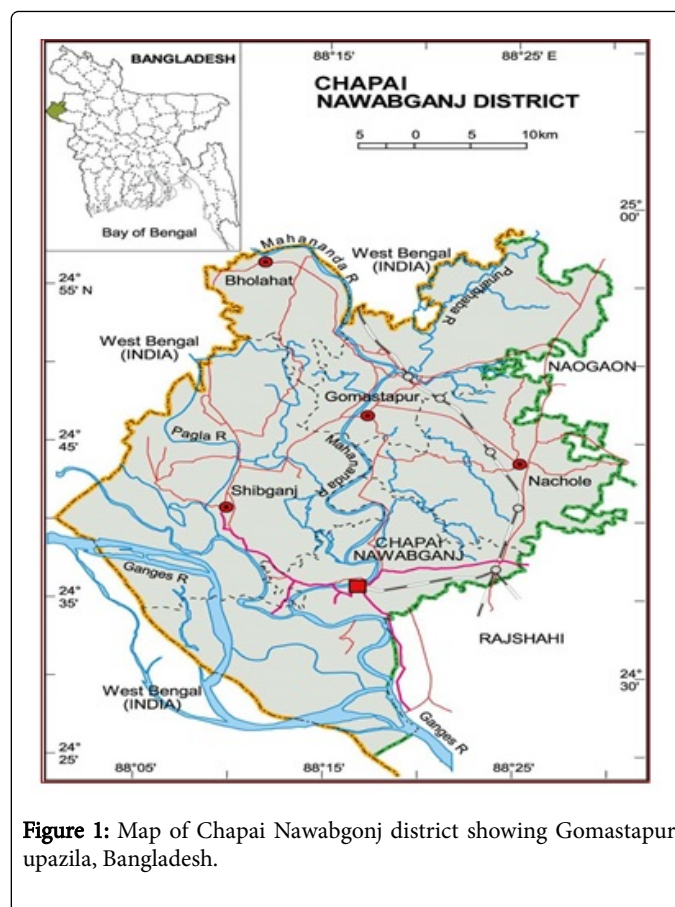 88°15'
88°25' E
BANGLADESH
CHAPAI
NAWABGANJ DISTRICT
5 0 5 10km
Bay of Bengal
25°
00'
Mahananda R
West Bengal
(INDIA)
Punarbhaba R
24°
55' N
Bholahat
West Bengal
(INDIA)
NAOGAON
Gomastapur
24°
45'
Pagla R
Mahananda R
Nachole
Shibganj
CHAPAI
NAWABGANJ
Ganges R
24°
35'
RAJSHAHI
24°
30'
West Bengal
(INDIA)
Ganges R
24°
25'
88°05'
88°15'
88°25'
Figure 1: Map of Chapai Nawabgonj district showing Gomastapur
upazila, Bangladesh.